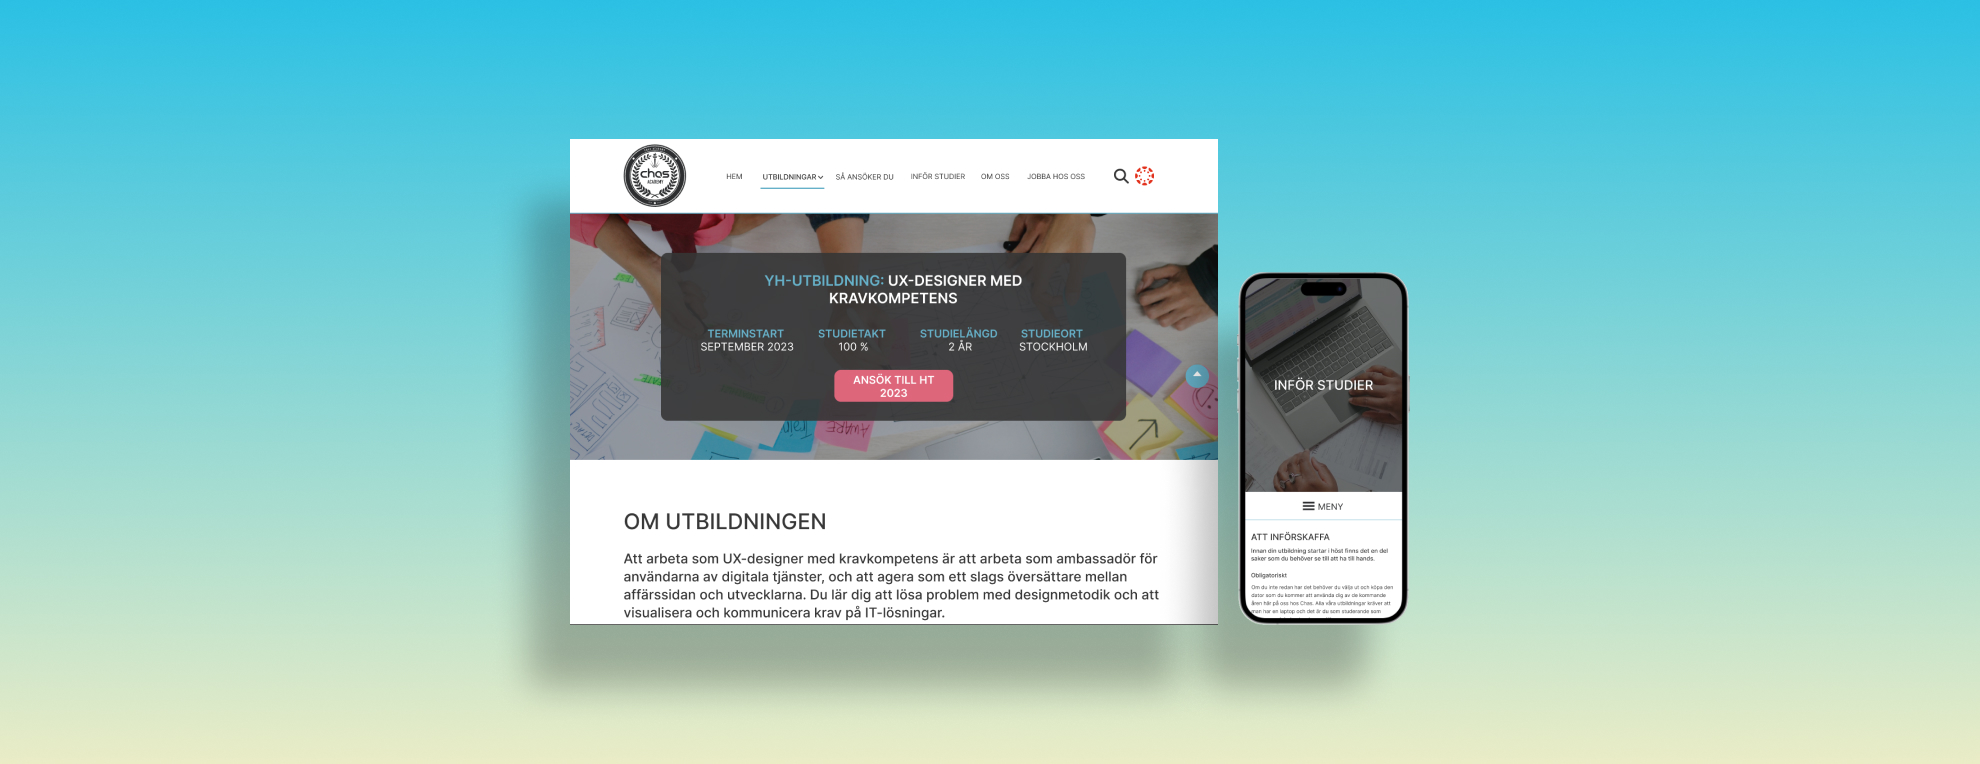 chas
ACADEMY
HEM
UTBILDNINGAR
SÅ ANSÖKER DU
INFÖR STUDIER
OM OSS
JOBBA HOS OSS
YH-UTBILDNING: UX-DESIGNER MED
KRAVKOMPETENS
TERMINSTART
SEPTEMBER 2023
STUDIETAKT
100 %
STUDIELÄNGD
2 ÅR
STUDIEORT
STOCKHOLM
ANSÖK TILL HT
2023
AWARE
OM UTBILDNINGEN
Att arbeta som UX-designer med kravkompetens är att arbeta som ambassadör för
användarna av digitala tjänster, och att agera som ett slags översättare mellan
affärssidan och utvecklarna. Du lär dig att lösa problem med designmetodik och att
visualisera och kommunicera krav på IT-lösningar.
INFÖR STUDIER
MENY
ATT INFÖRSKAFFA
Innan din utbildning startar i höst finns det en del
saker som du behöver se till att ha till hands.
Obligatoriskt
Om du inte redan har det behöver du välja ut och köpa den
dator som du kommer att använda dig av de kommande
åren här på oss hos Chas. Alla våra utbildningar kräver att
man har en laptop och det är du som studerande som